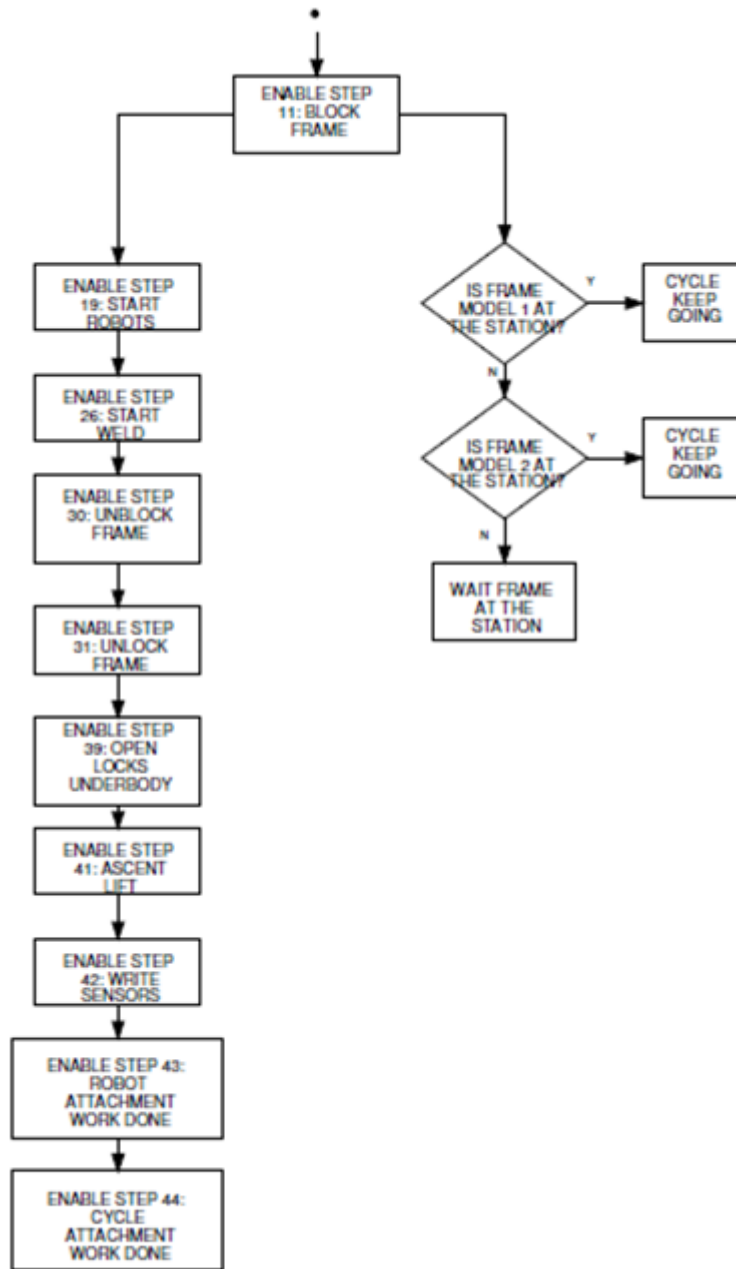 ENABLE STEP
11: BLOCK
FRAME
ENABLE STEP
19: START
ROBOTS
ENABLE STEP
26: START
WELD
ENABLE STEP
30: UNBLOCK
FRAME
ENABLE STEP
31: UNLOCK
FRAME
ENABLE STEP
39: OPEN
LOCKS
UNDERBODY
ENABLE STEP
41: ASCENT
LIFT
ENABLE STEP
42: WRITE
SENSORS
ENABLE STEP 43:
ROBOT
ATTACHMENT
WORK DONE
ENABLE STEP 44:
CYCLE
ATTACHMENT
WORK DONE
IS FRAME
MODEL 1 AT
THE STATION?
Y
CYCLE
KEEP
GOING
N
IS FRAME
MODEL 2 AT
THE STATION?
Y
CYCLE
KEEP
GOING
N
WAIT FRAME
AT THE
STATION